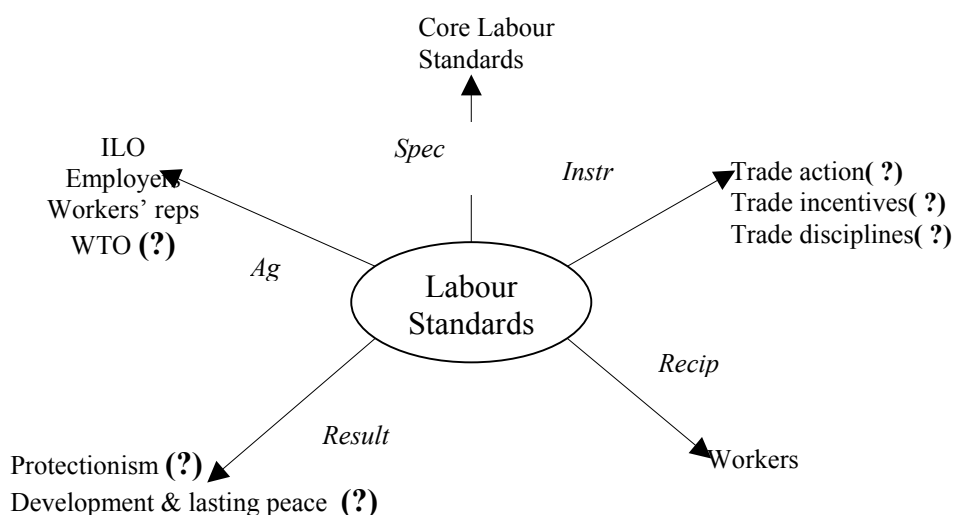 Core Labour
Standards
ILO
Employers
Workers’ reps
WTO (?)
Spec
Instr
Trade action( ?)
Trade incentives( ?)
Trade disciplines( ?)
Ag
Labour
Standards
Recip
Result
Workers
Protectionism (?)
Development & lasting peace (?)